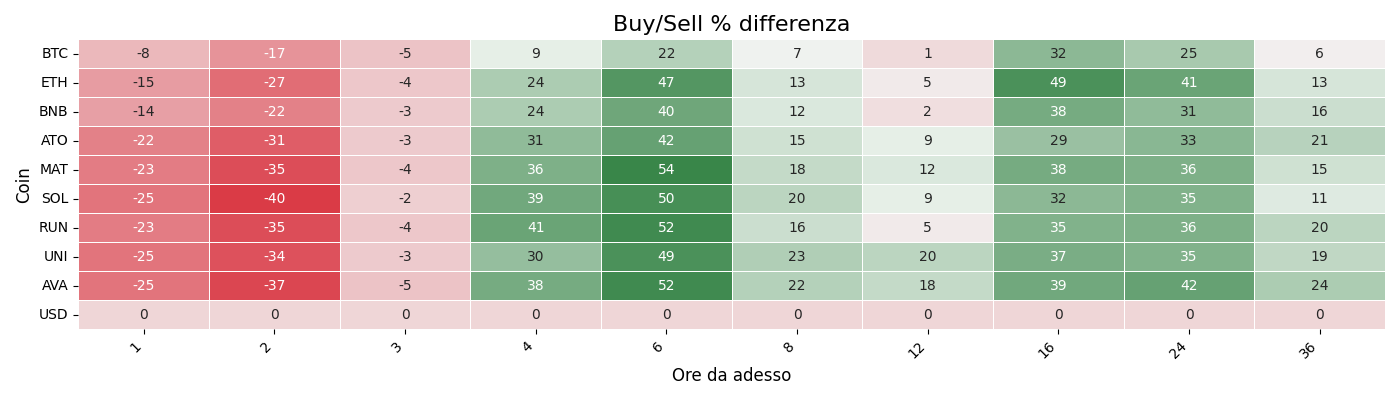 Buy/Sell % differenza
Coin
BTC -8 -17 -5 9 22 7 1 32 25 6
ETH -15 -27 -4 24 47 13 5 49 41 13
BNB -14 -22 -3 24 40 12 2 38 31 16
ATO -22 -31 -3 31 42 15 9 29 33 21
MAT -23 -35 -4 36 54 18 12 38 36 15
SOL -25 -40 -2 39 50 20 9 32 35 11
RUN -23 -35 -4 41 52 16 5 35 36 20
UNI -25 -34 -3 30 49 23 20 37 35 19
AVA -25 -37 -5 38 52 22 18 39 42 24
USD 0 0 0 0 0 0 0 0 0 0
1 2 3 4 6 8 12 16 24 36
Ore da adesso